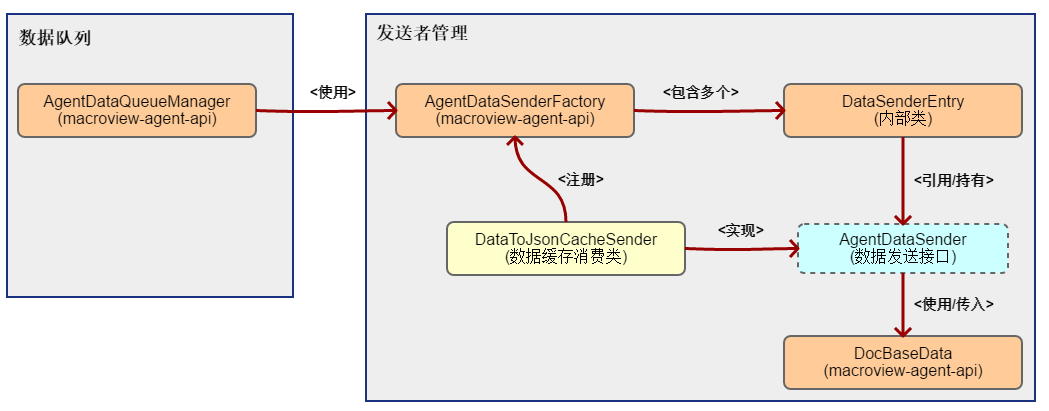 数据队列
AgentDataQueueManager
(macroview-agent-api)
<使用>
发送者管理
AgentDataSenderFactory
(macroview-agent-api)
<包含多个>
DataSenderEntry
(内部类)
<注册>
<引用/持有>
DataToJsonCacheSender
(数据缓存消费类)
<实现>
AgentDataSender
(数据发送接口)
<使用/传入>
DocBaseData
(macroview-agent-api)